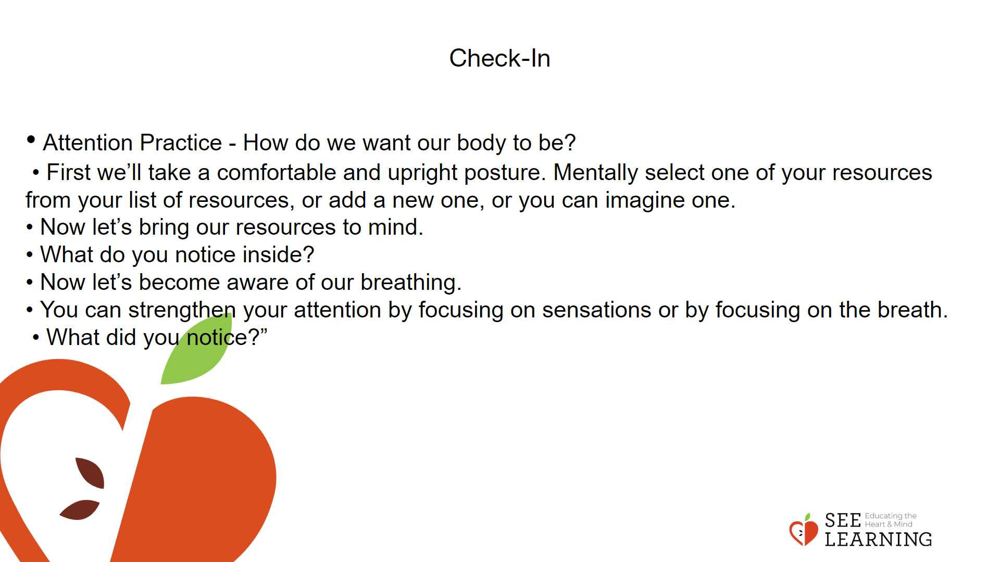 Check-In
• Attention Practice - How do we want our body to be?
• First we’ll take a comfortable and upright posture. Mentally select one of your resources
from your list of resources, or add a new one, or you can imagine one.
• Now let’s bring our resources to mind.
• What do you notice inside?
• Now let’s become aware of our breathing.
• You can strengthen your attention by focusing on sensations or by focusing on the breath.
• What did you notice?”
SEE Educating the
Heart & Mind
LEARNING